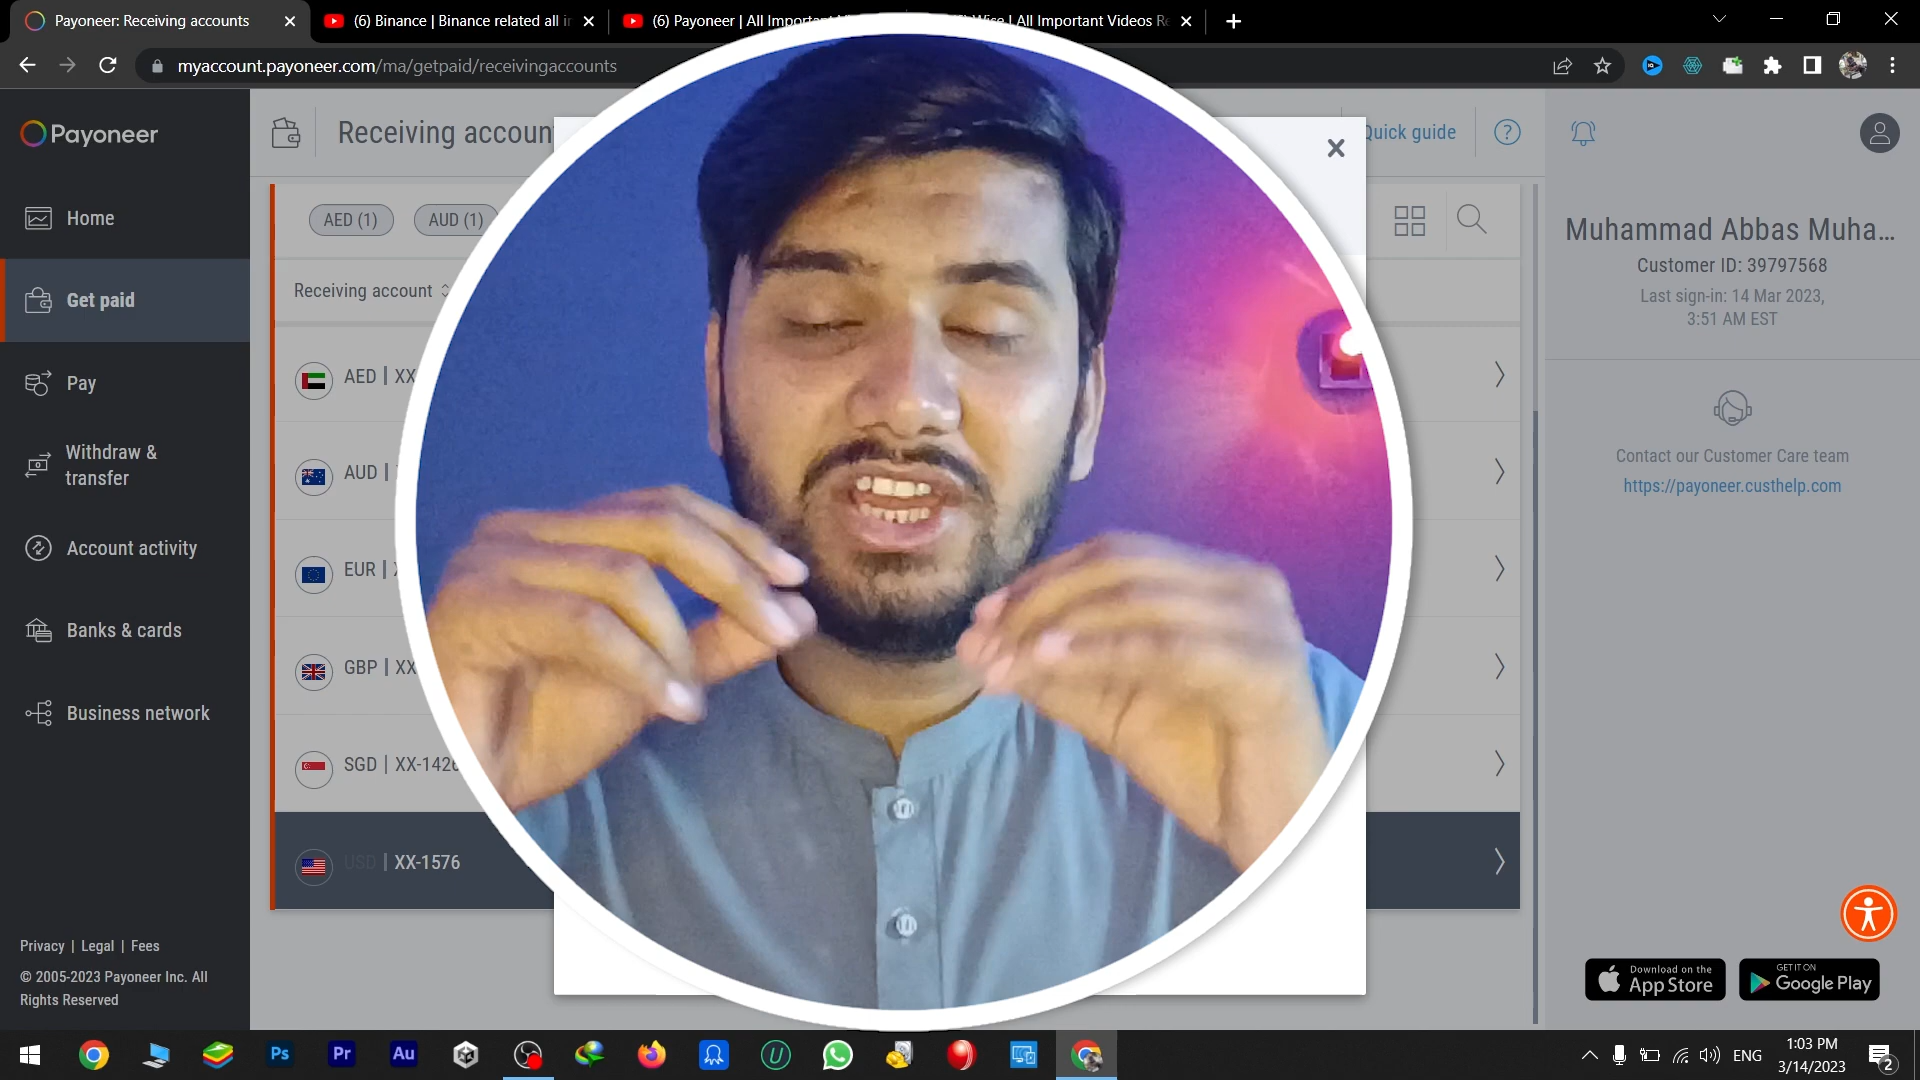 Payoneer: Receiving accounts
(6) Binance | Binance related all i
(6) Payoneer | All Important
All Important Videos R
myaccount.payoneer.com/ma/getpaid/receivingaccounts
Payoneer
Receiving accoun
Quick guide
?
Home
AED (1)
AUD (1)
Muhammad Abbas Muha...
Customer ID: 39797568
Last sign-in: 14 Mar 2023,
3:51 AM EST
Get paid
Receiving account
Pay
AED | XX
Withdraw &
transfer
AUD |
Contact our Customer Care team
https://payoneer.custhelp.com
Account activity
EUR |
Banks & cards
GBP | XX
Business network
SGD | XX-1426
USD | XX-1576
Privacy | Legal | Fees
© 2005-2023 Payoneer Inc. All
Rights Reserved
Download on the
App Store
GET IT ON
Google Play
Ps
Pr
Au
ENG
1:03 PM
3/14/2023
2